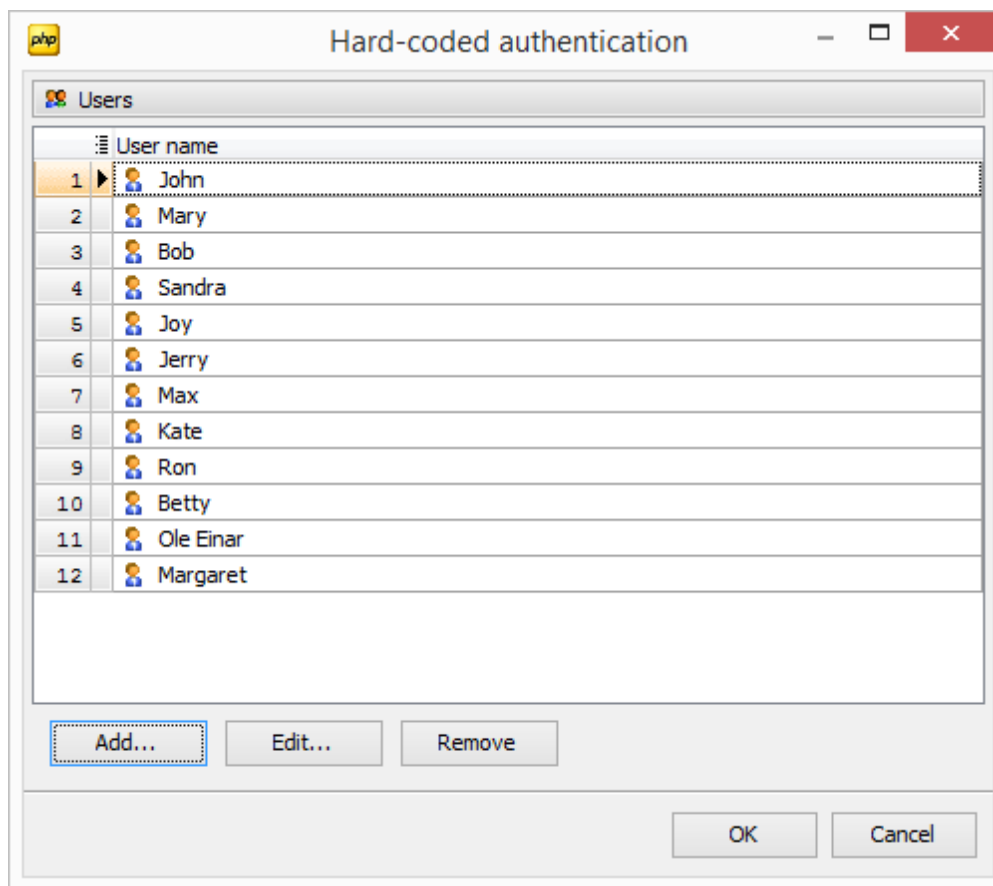 php Hard-coded authentication
Users
User name
1 John
2 Mary
3 Bob
4 Sandra
5 Joy
6 Jerry
7 Max
8 Kate
9 Ron
10 Betty
11 Ole Einar
12 Margaret
Add... Edit... Remove
OK Cancel